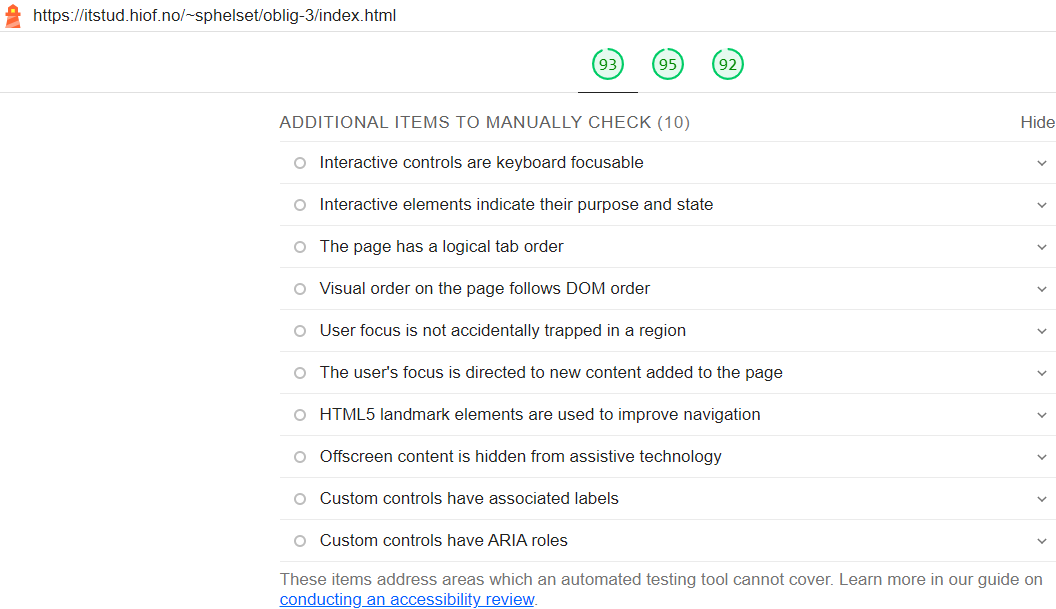 https://itstud.hiof.no/~sphelset/oblig-3/index.html
93 95 92
ADDITIONAL ITEMS TO MANUALLY CHECK (10) Hide
Interactive controls are keyboard focusable
Interactive elements indicate their purpose and state
The page has a logical tab order
Visual order on the page follows DOM order
User focus is not accidentally trapped in a region
The user's focus is directed to new content added to the page
HTML5 landmark elements are used to improve navigation
Offscreen content is hidden from assistive technology
Custom controls have associated labels
Custom controls have ARIA roles
These items address areas which an automated testing tool cannot cover. Learn more in our guide on
conducting an accessibility review.